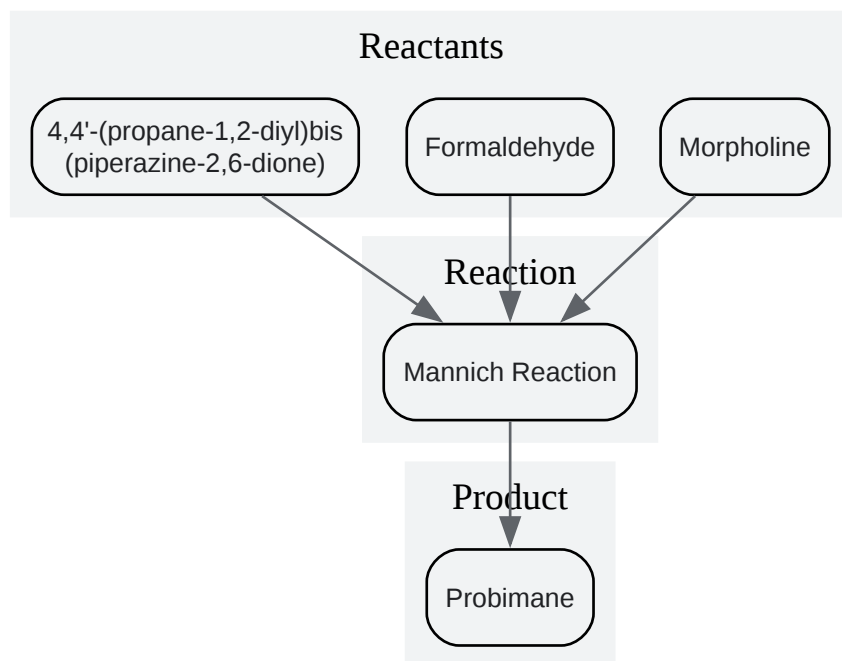 Reactants
4,4'-(propane-1,2-diyl)bis
(piperazine-2,6-dione)
Formaldehyde
Morpholine
Reaction
Mannich Reaction
Product
Probimane